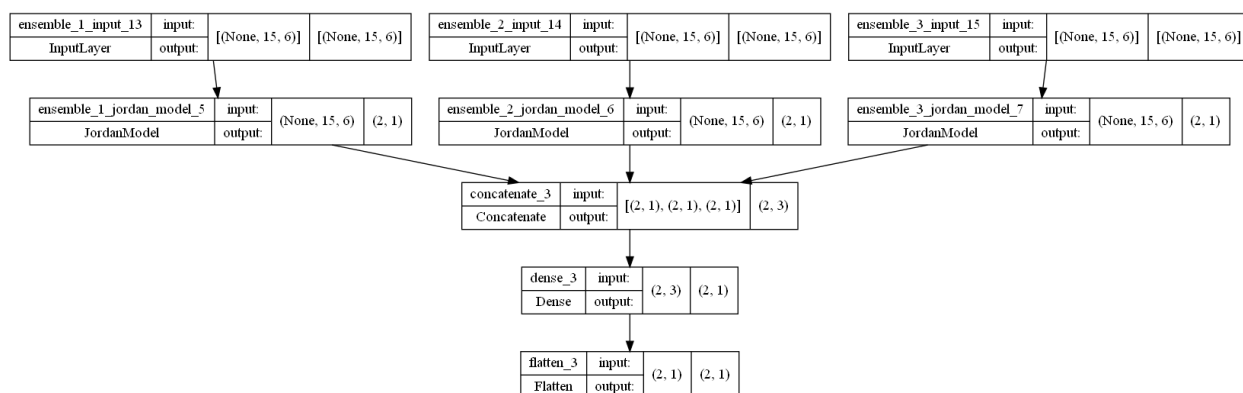 ensemble_1_input_13 input: [(None, 15, 6)] [(None, 15, 6)]
InputLayer output:
ensemble_2_input_14 input: [(None, 15, 6)] [(None, 15, 6)]
InputLayer output:
ensemble_3_input_15 input: [(None, 15, 6)] [(None, 15, 6)]
InputLayer output:
ensemble_1_jordan_model_5 input: (None, 15, 6) (2, 1)
JordanModel output:
ensemble_2_jordan_model_6 input: (None, 15, 6) (2, 1)
JordanModel output:
ensemble_3_jordan_model_7 input: (None, 15, 6) (2, 1)
JordanModel output:
concatenate_3 input: [(2, 1), (2, 1), (2, 1)] (2, 3)
Concatenate output:
dense_3 input: (2, 3) (2, 1)
Dense output:
flatten_3 input: (2, 1) (2, 1)
Flatten output: